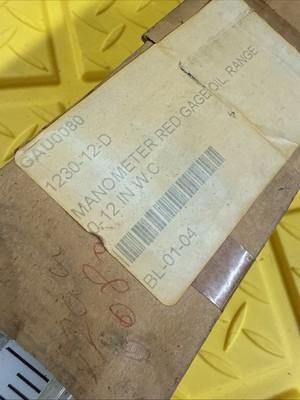 GAU0080
1230-12-D
MANOMETER RED GAGE OIL. RANGE
0-12 IN W.C
BL-01-04